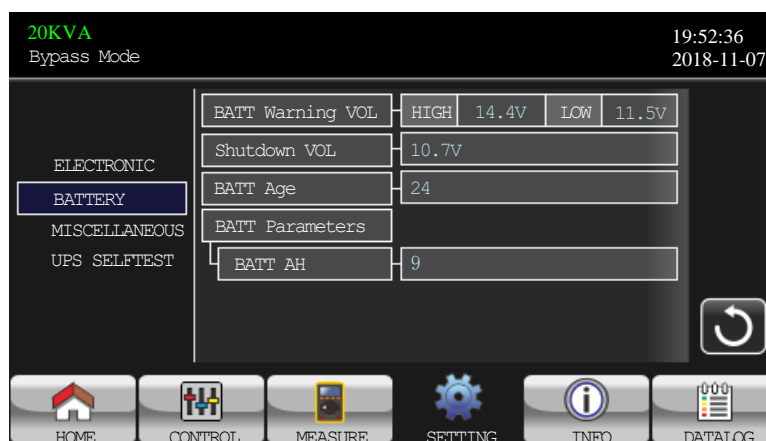 20KVA 19:52:36
Bypass Mode 2018-11-07
BATT Warning VOL HIGH 14.4V LOW 11.5V
Shutdown VOL 10.7V
ELECTRONIC
BATT Age 24
BATTERY
BATT Parameters
MISCELLANEOUS
BATT AH 9
UPS SELFTEST
HOME CONTROL MEASURE SETTING INFO DATALOG